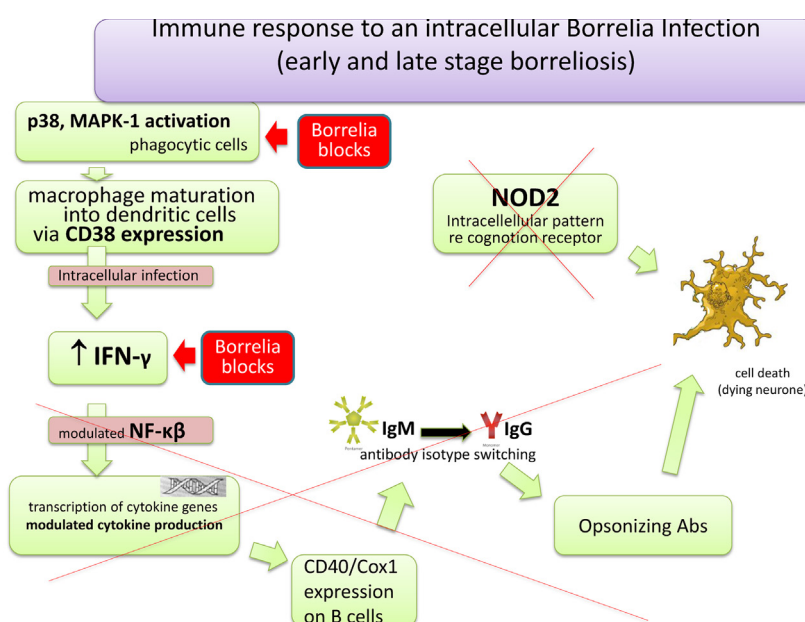 Immune response to an intracellular Borrelia Infection
(early and late stage borreliosis)
p38, MAPK-1 activation
phagocytic cells
Borrelia
blocks
macrophage maturation
into dendritic cells
via CD38 expression
Intracellular infection
NOD2
Intracellellular pattern
re cognotion receptor
↑ IFN-γ
Borrelia
blocks
cell death
(dying neurone)
modulated NF-κβ
IgM
IgG
Pentamer
Monomer
antibody isotype switching
transcription of cytokine genes
modulated cytokine production
Opsonizing Abs
CD40/Cox1
expression
on B cells